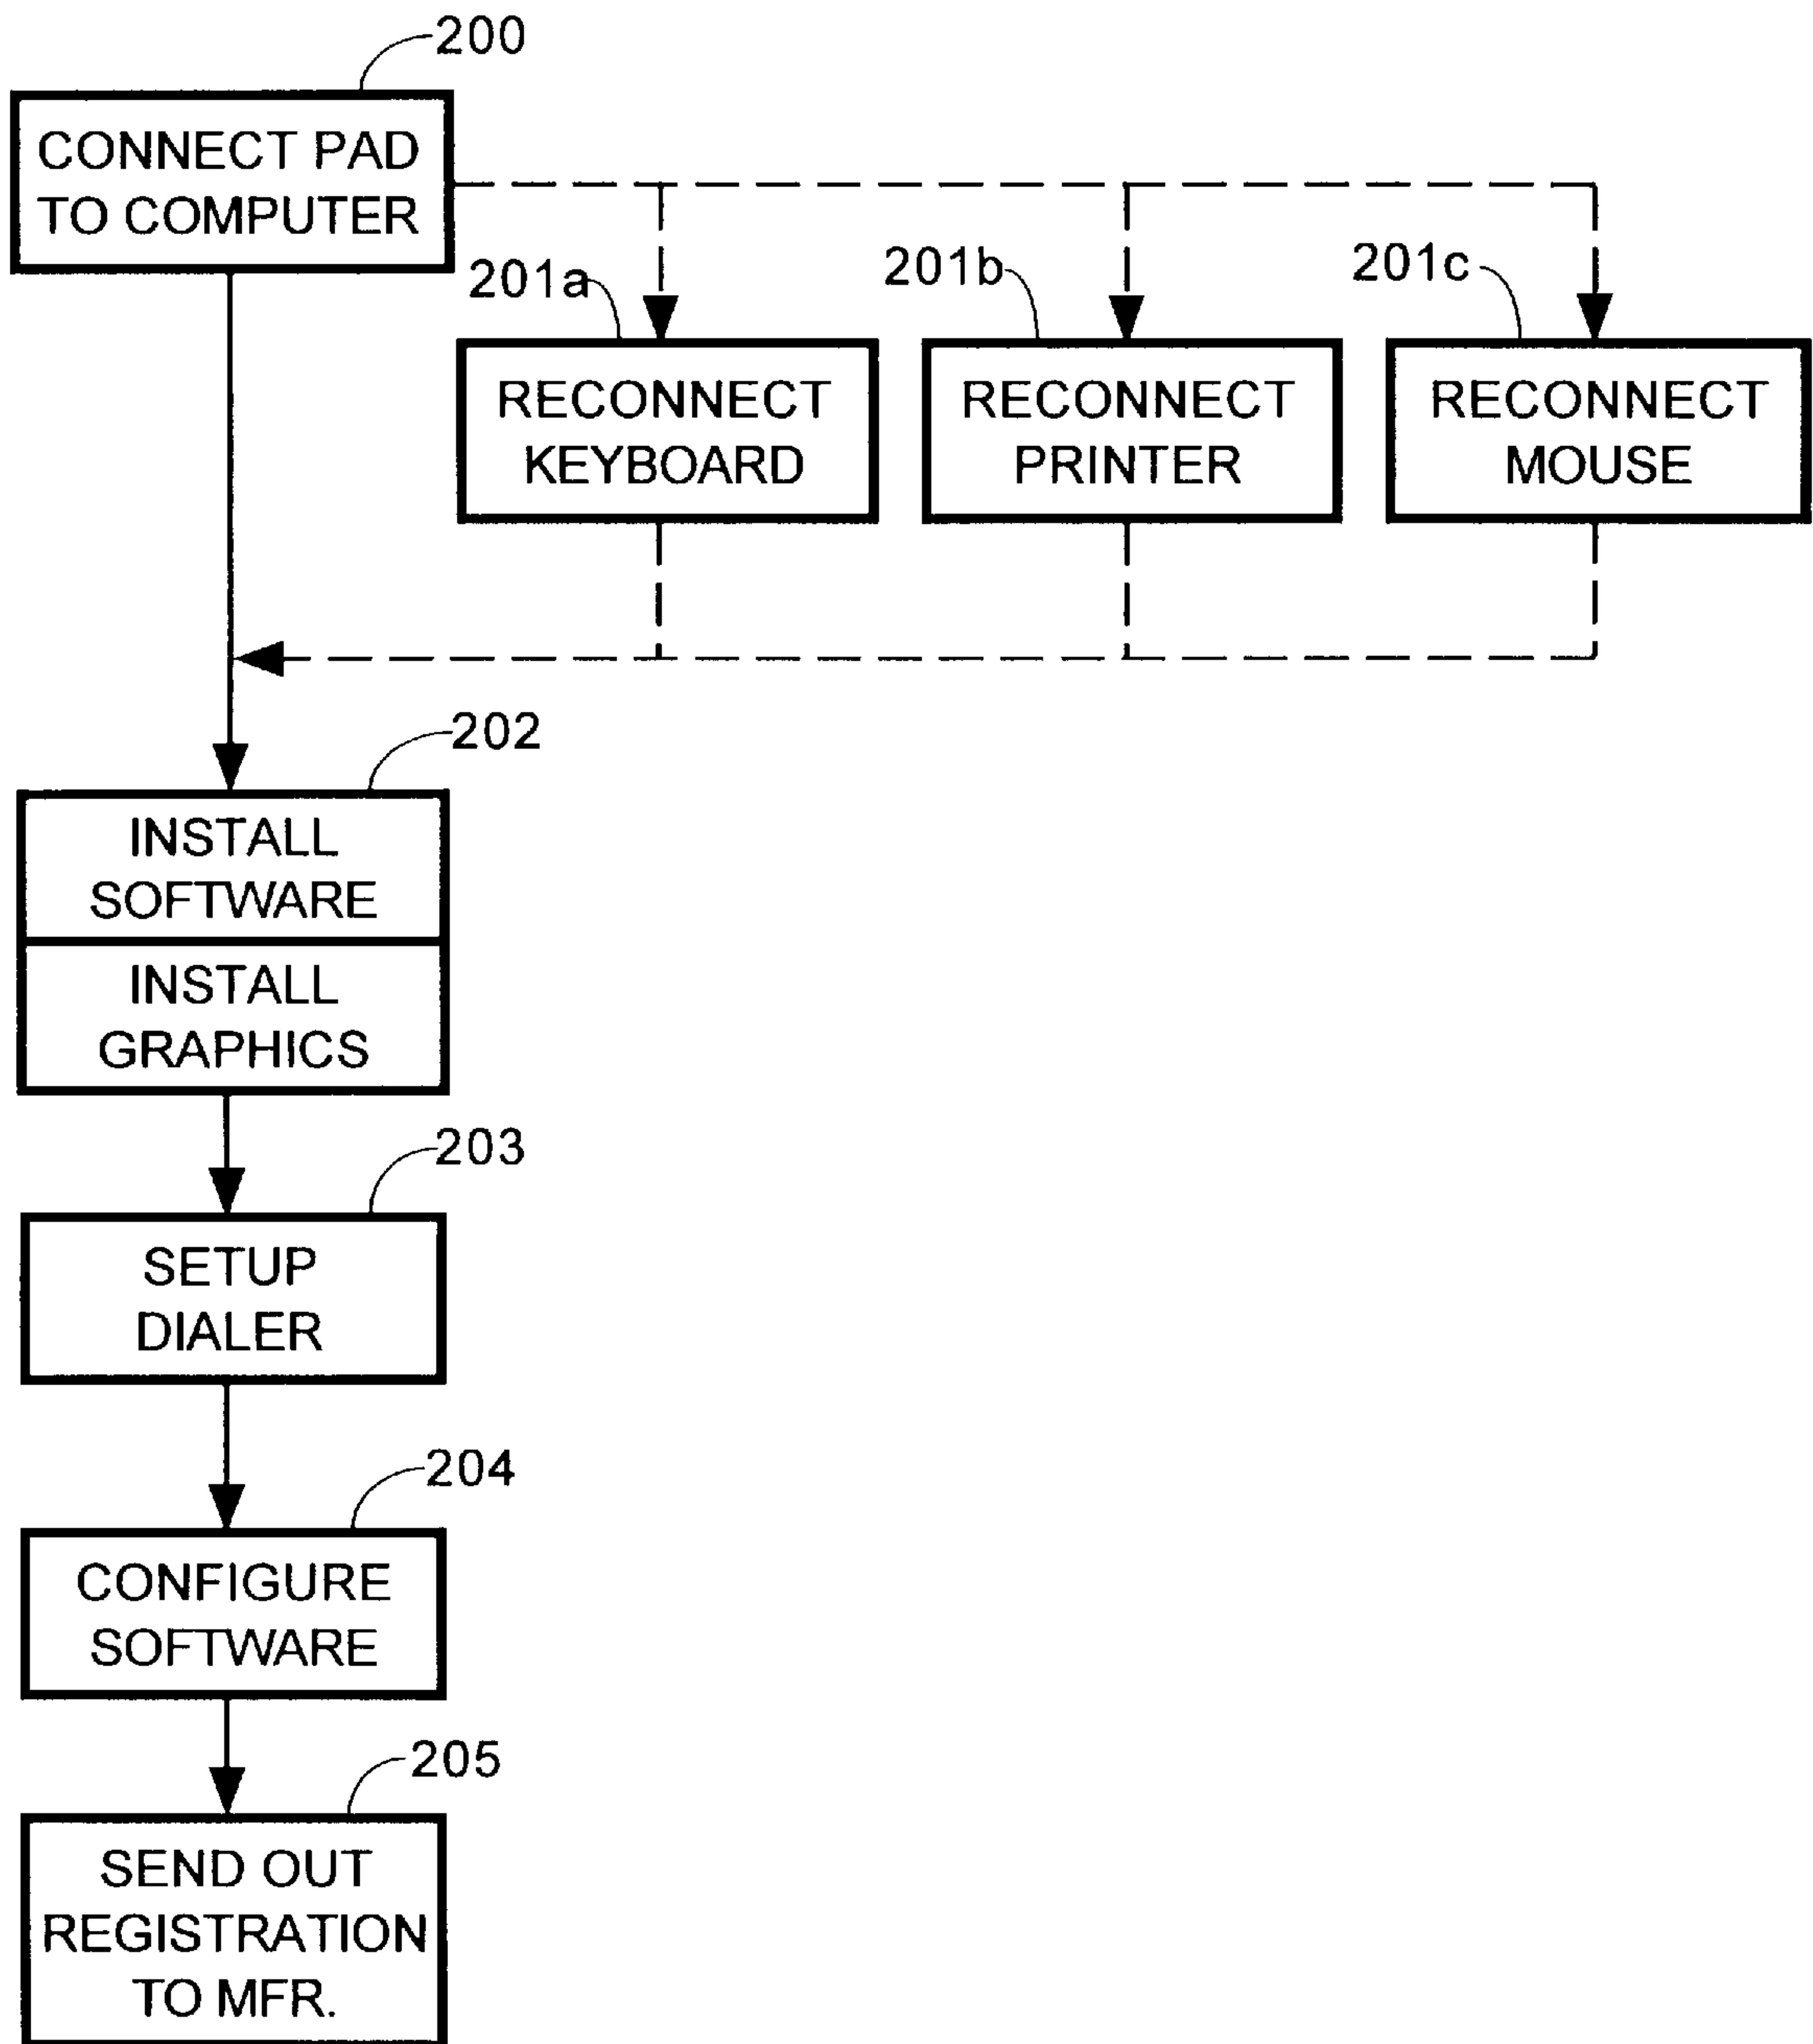 200
CONNECT PAD
TO COMPUTER
201a
201b
201c
RECONNECT
KEYBOARD
RECONNECT
PRINTER
RECONNECT
MOUSE
202
INSTALL
SOFTWARE
INSTALL
GRAPHICS
203
SETUP
DIALER
204
CONFIGURE
SOFTWARE
205
SEND OUT
REGISTRATION
TO MFR.